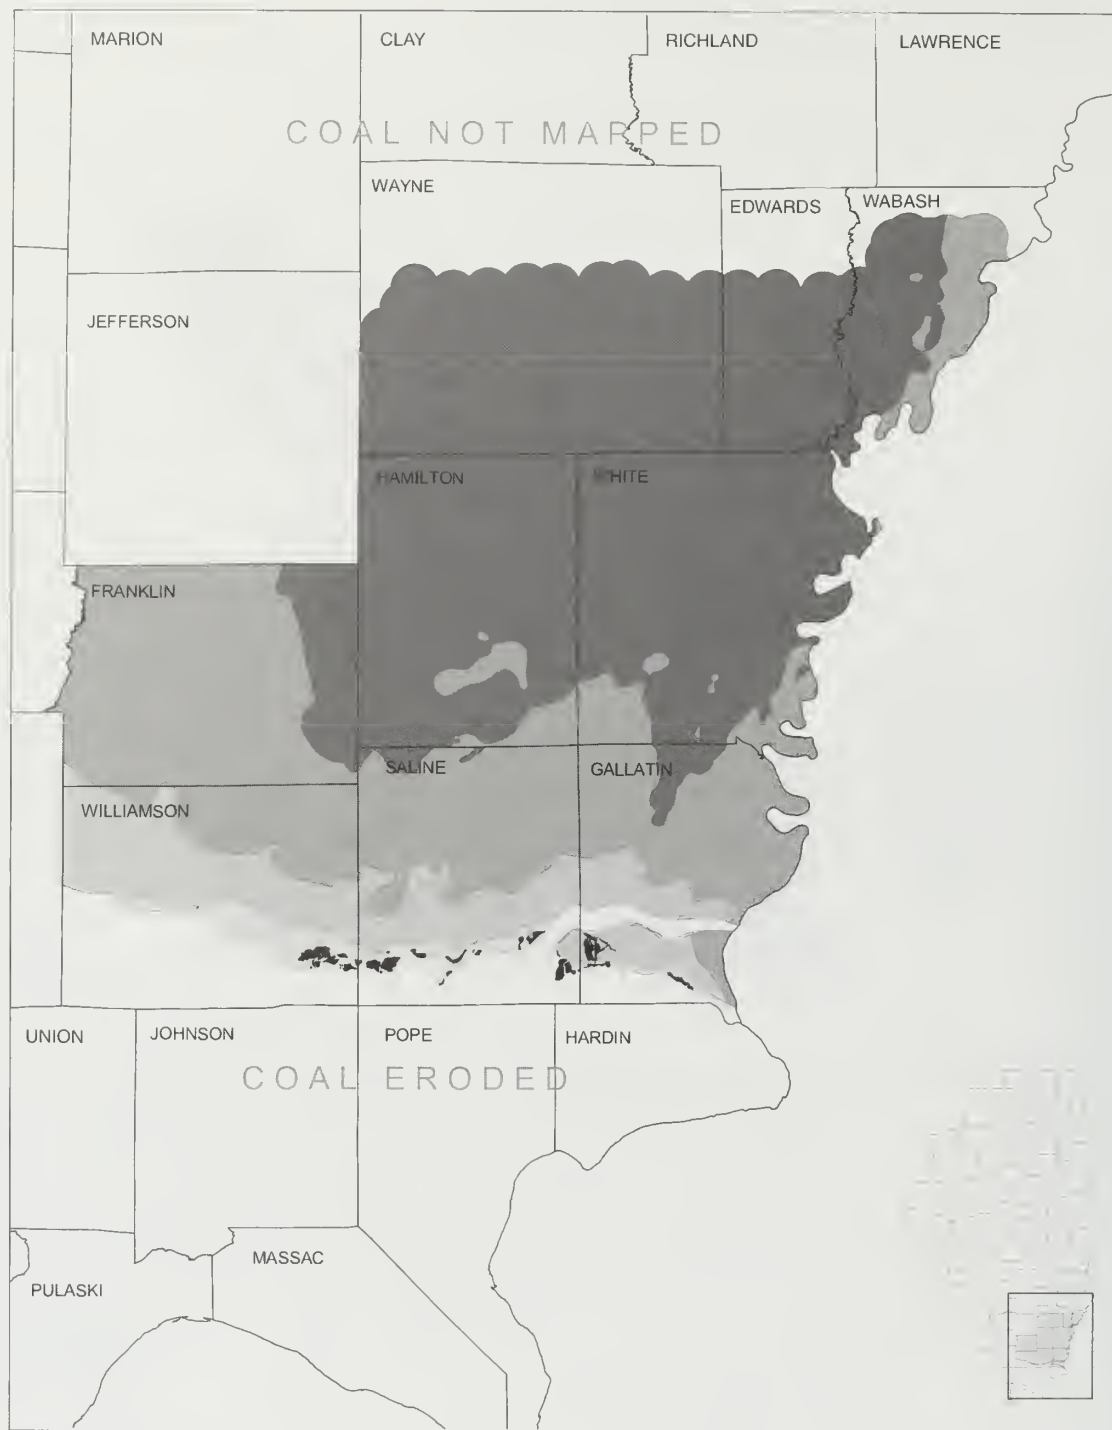 MARION
CLAY
RICHLAND
LAWRENCE
COAL NOT MAPPED
WAYNE
EDWARDS
WABASH
JEFFERSON
HAMILTON
WHITE
FRANKLIN
SALINE
GALLATIN
WILLIAMSON
UNION
JOHNSON
POPE
HARDIN
COAL ERODED
MASSAC
PULASKI